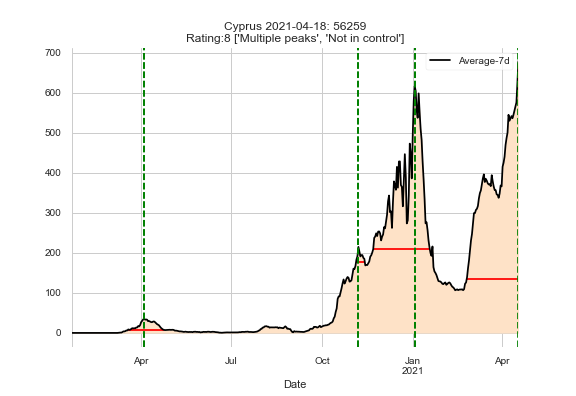 Cyprus 2021-04-18: 56259
Rating:8 ['Multiple peaks', 'Not in control']
Average-7d
700
600
500
400
300
200
100
0
Apr
Jul
Oct
Jan
2021
Apr
Date